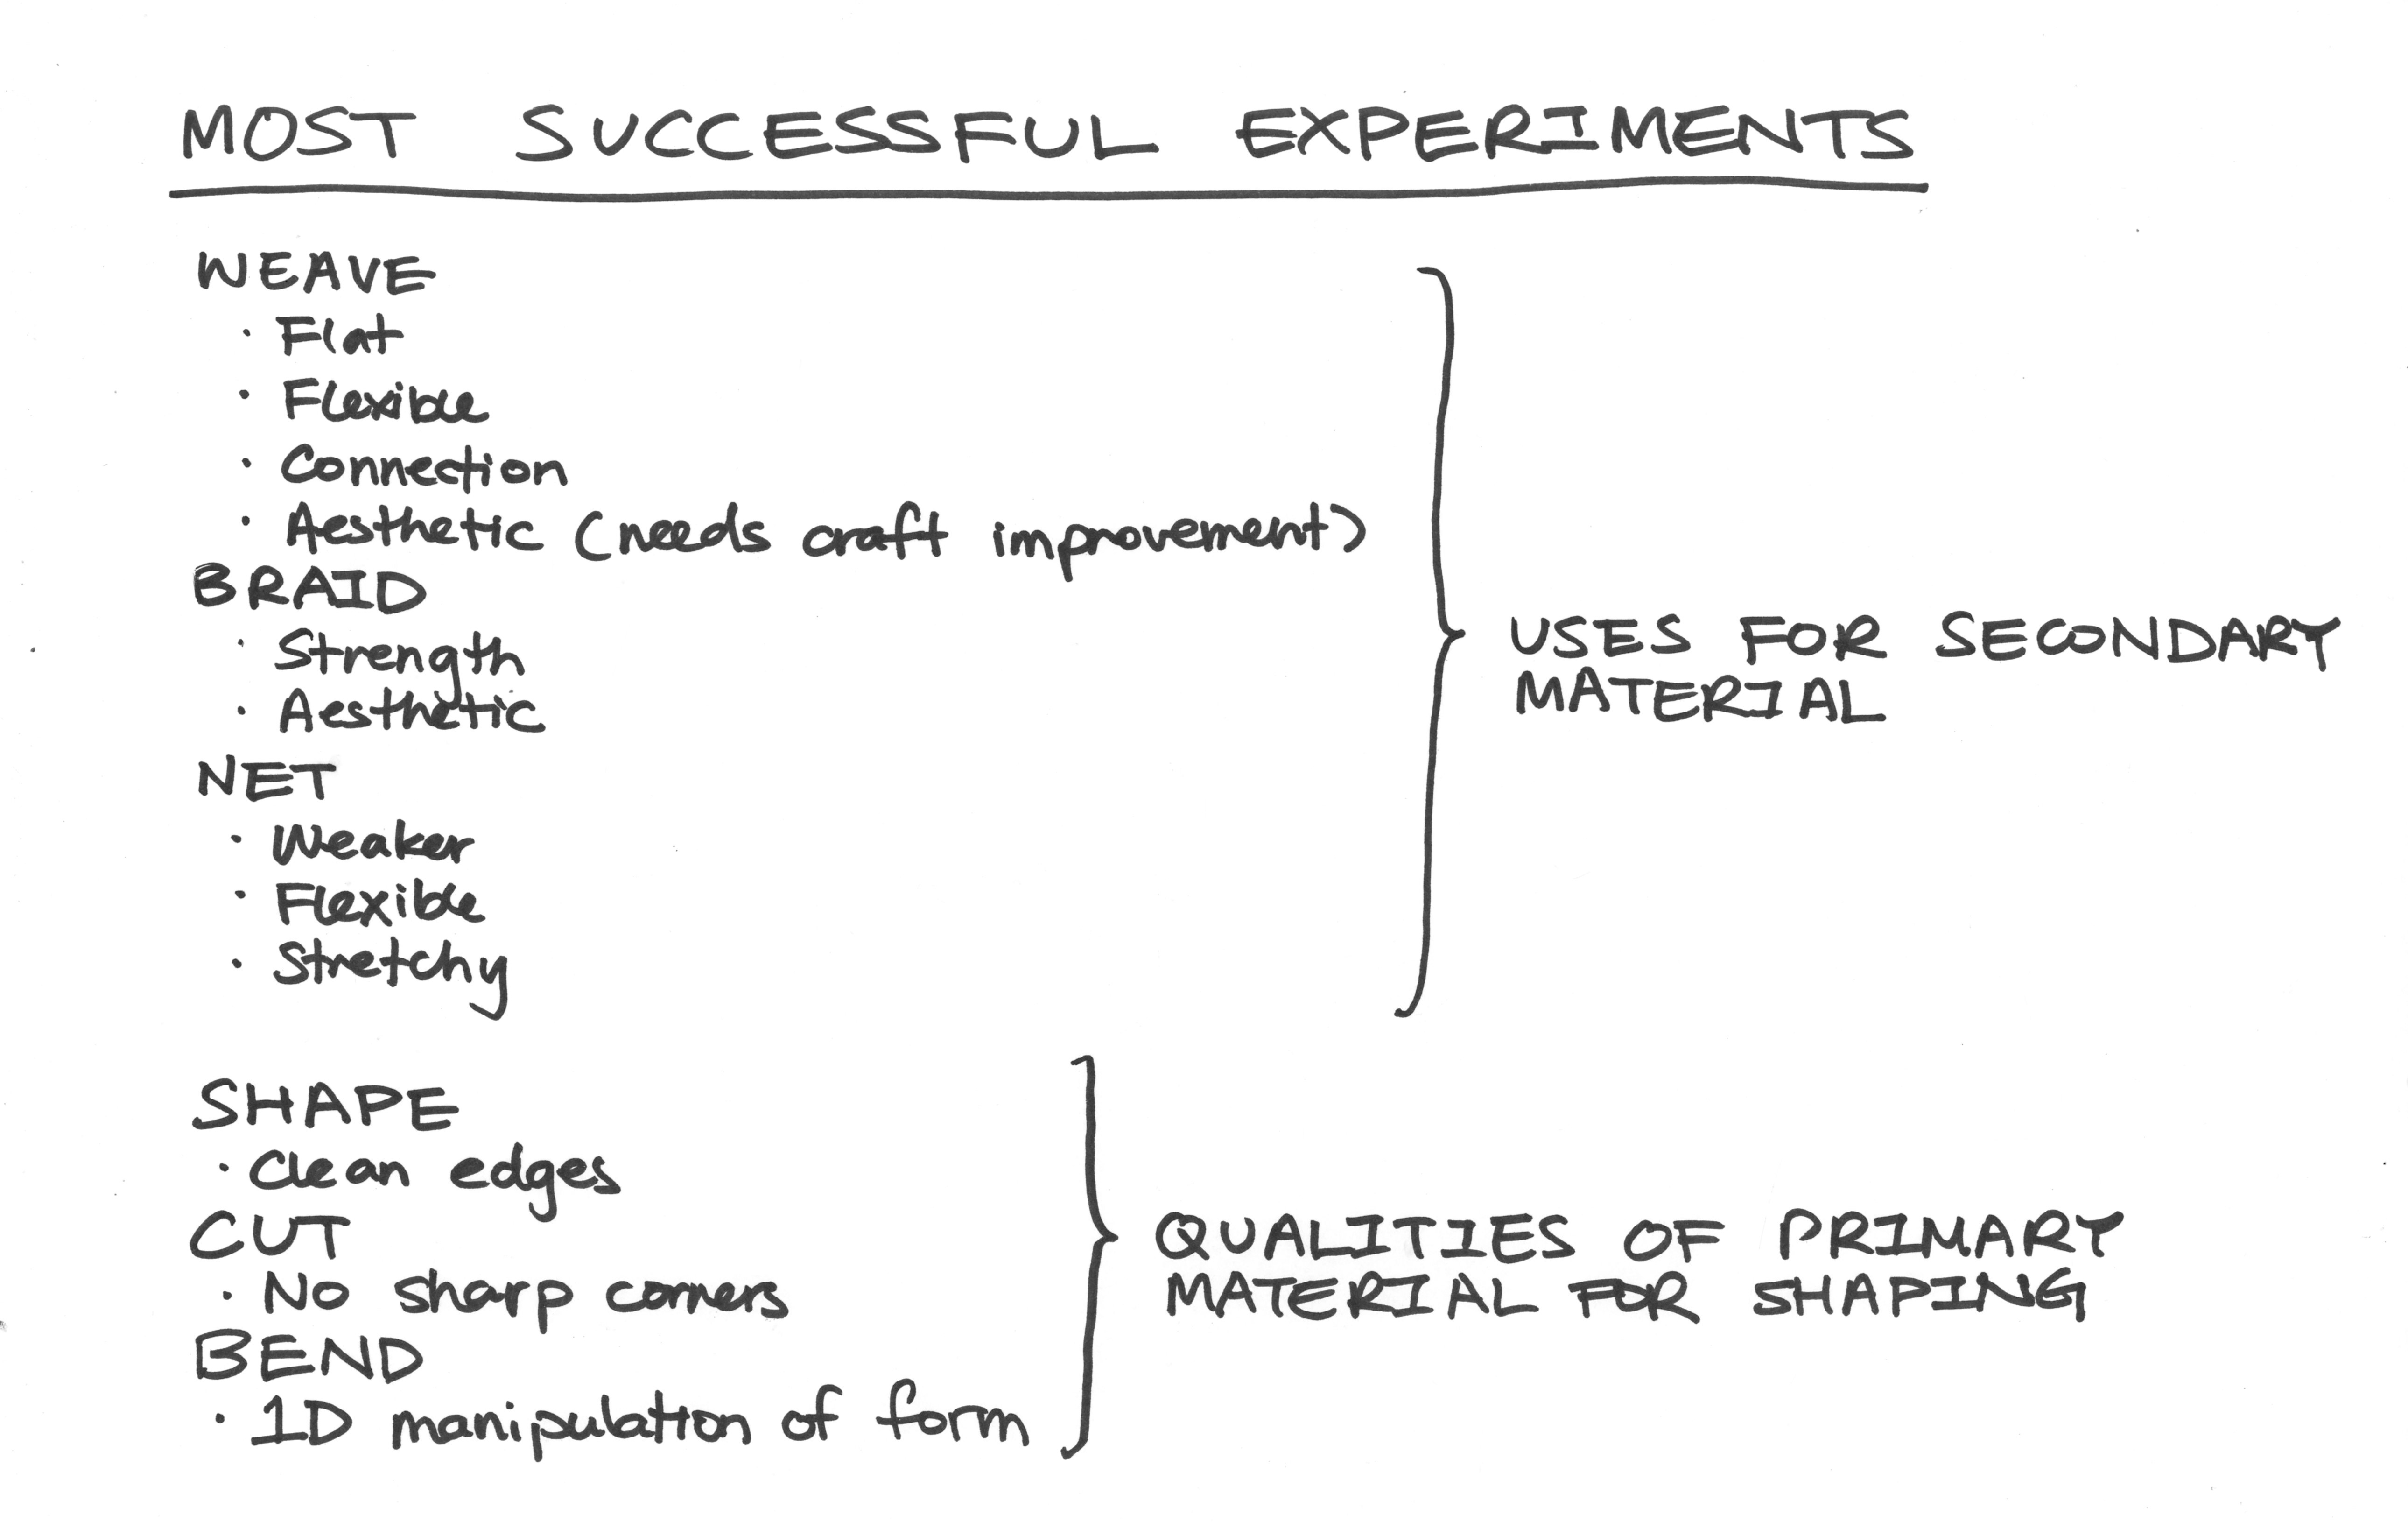 MOST SUCCESSFUL EXPERIMENTS
WEAVE
· Flat
· Flexible
· Connection
· Aesthetic (needs craft improvement)
BRAID
· Strength
· Aesthetic
NET
· Weaker
· Flexible
· Stretchy
USES FOR SECONDARY
MATERIAL
SHAPE
· Clean edges
CUT
· No sharp corners
BEND
· 1D manipulation of form
QUALITIES OF PRIMARY
MATERIAL FOR SHAPING